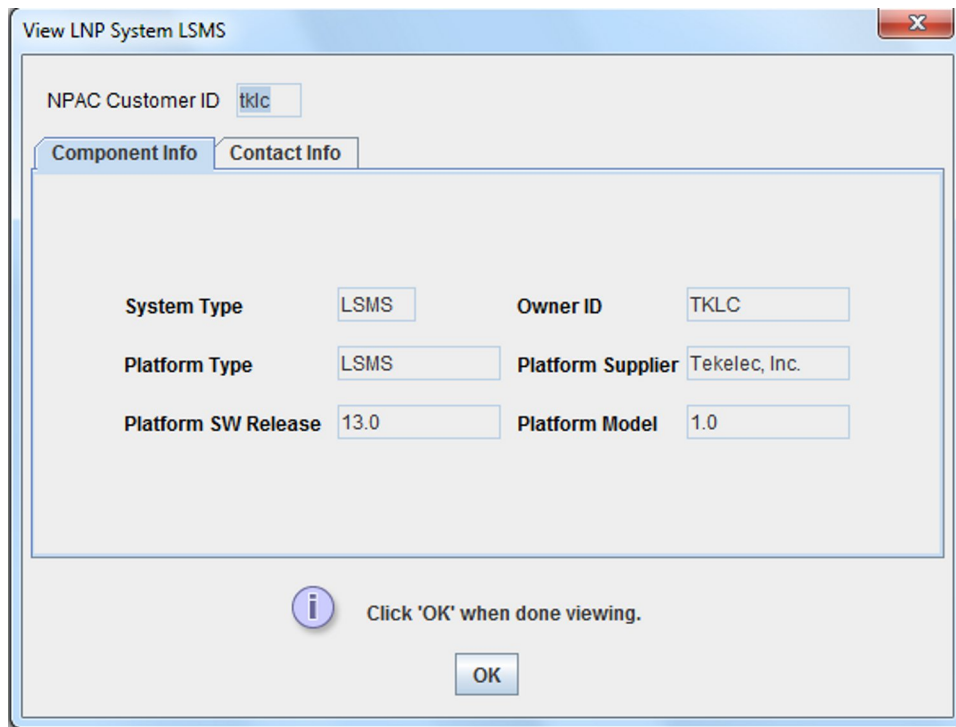 View LNP System LSMS
X
NPAC Customer ID tklc
Component Info Contact Info
System Type LSMS Owner ID TKLC
Platform Type LSMS Platform Supplier Tekelec, Inc.
Platform SW Release 13.0 Platform Model 1.0
i Click 'OK' when done viewing.
OK